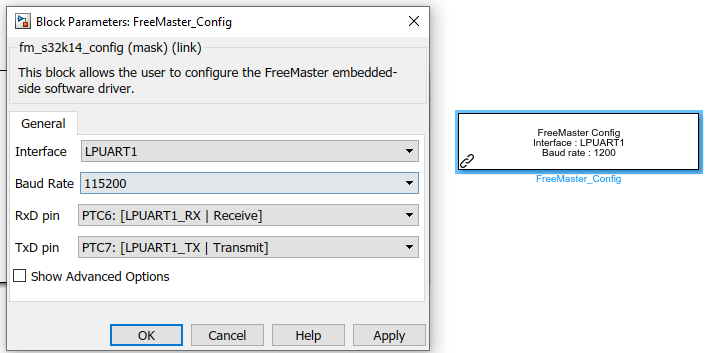 Block Parameters: FreeMaster_Config
fm_s32k14_config (mask) (link)
This block allows the user to configure the FreeMaster embedded-
side software driver.
General
Interface LPUART1
Baud Rate 115200
RxD pin PTC6: [LPUART1_RX | Receive]
TxD pin PTC7: [LPUART1_TX | Transmit]
Show Advanced Options
OK Cancel Help Apply
FreeMaster Config
Interface : LPUART1
Baud rate : 1200
FreeMaster_Config